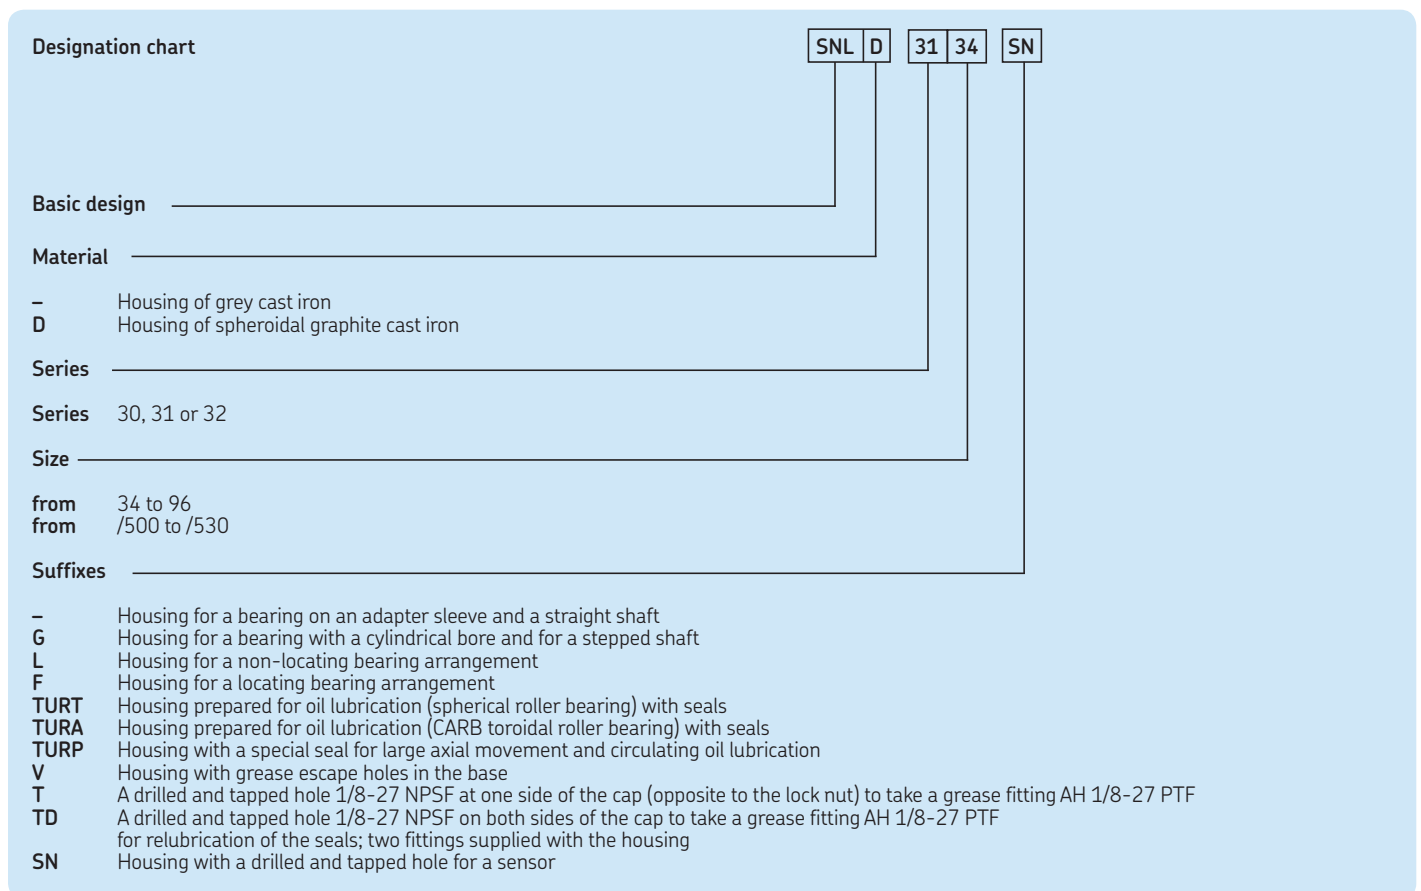 Designation chart SNL D 31 34 SN
Basic design
Material
– Housing of grey cast iron
D Housing of spheroidal graphite cast iron
Series
Series 30, 31 or 32
Size
from 34 to 96
from /500 to /530
Suffixes
– Housing for a bearing on an adapter sleeve and a straight shaft
G Housing for a bearing with a cylindrical bore and for a stepped shaft
L Housing for a non-locating bearing arrangement
F Housing for a locating bearing arrangement
TURT Housing prepared for oil lubrication (spherical roller bearing) with seals
TURA Housing prepared for oil lubrication (CARB toroidal roller bearing) with seals
TURP Housing with a special seal for large axial movement and circulating oil lubrication
V Housing with grease escape holes in the base
T A drilled and tapped hole 1/8-27 NPSF at one side of the cap (opposite to the lock nut) to take a grease fitting AH 1/8-27 PTF
TD A drilled and tapped hole 1/8-27 NPSF on both sides of the cap to take a grease fitting AH 1/8-27 PTF
for relubrication of the seals; two fittings supplied with the housing
SN Housing with a drilled and tapped hole for a sensor